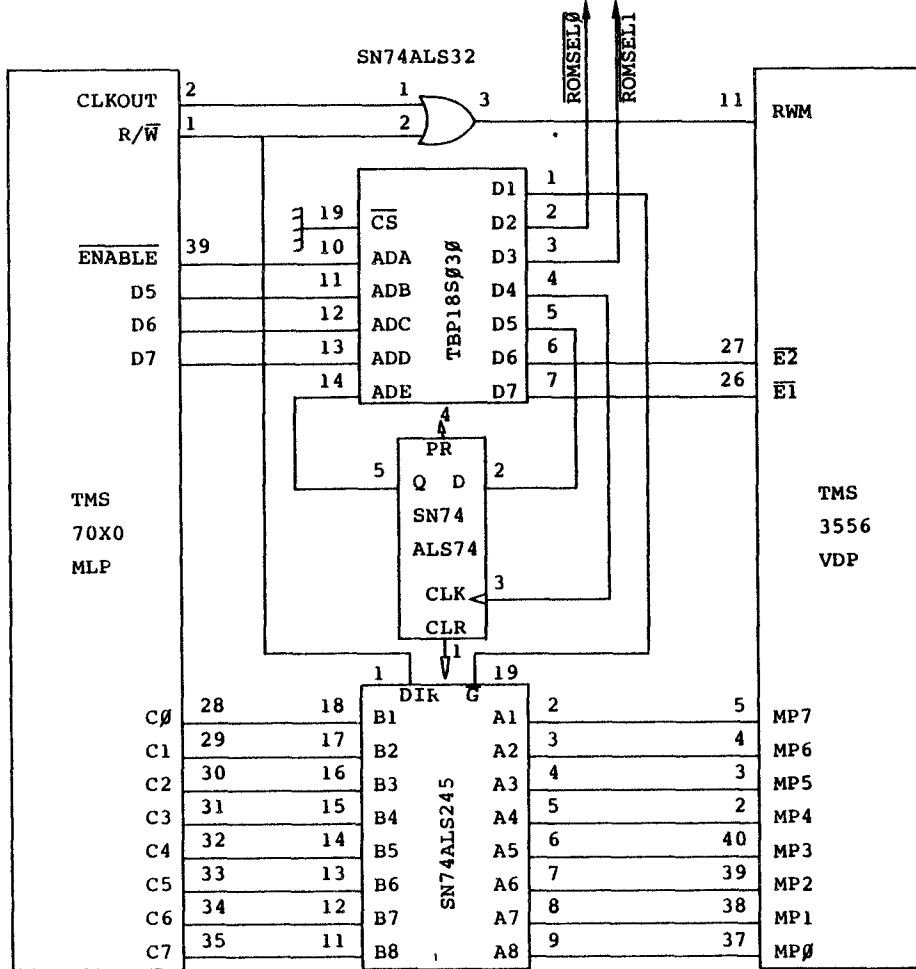 SN74ALS32
ROMSELØ
ROMSEL1
CLKOUT 2 1 3 11 RWM
R/W 1 2
19 CS D1 1
ENABLE 39 10 ADA D2 2
D5 11 ADB D3 3
D6 12 ADC D4 4
D7 13 ADD D5 5
14 ADE D6 6 27 E2
D7 7 26 E1
TBP18SØ3Ø
4
PR
5 Q D 2
SN74
ALS74
CLK 3
CLR
1
TMS
70X0
MLP
TMS
3556
VDP
1 DIR G 19
SN74ALS245
CØ 28 18 B1 A1 2 5 MP7
C1 29 17 B2 A2 3 4 MP6
C2 30 16 B3 A3 4 3 MP5
C3 31 15 B4 A4 5 2 MP4
C4 32 14 B5 A5 6 40 MP3
C5 33 13 B6 A6 7 39 MP2
C6 34 12 B7 A7 8 38 MP1
C7 35 11 B8 A8 9 37 MPØ